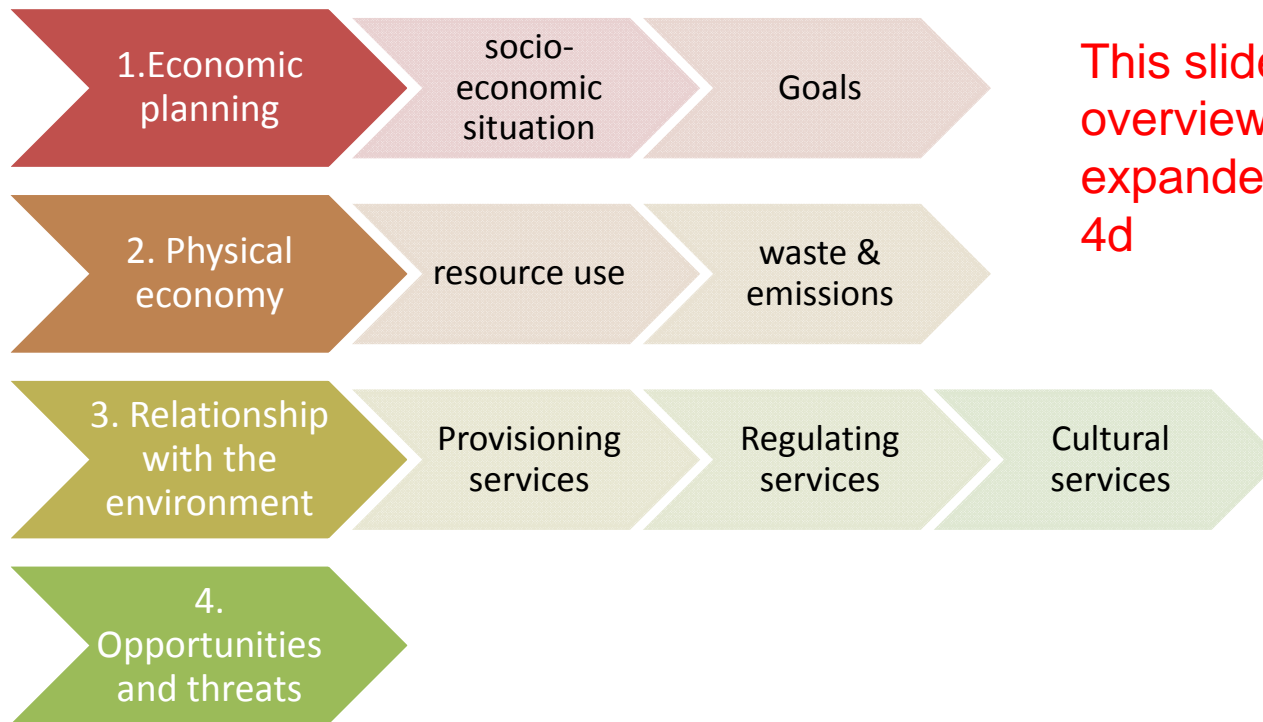 1.Economic
planning
socio-
economic
situation
Goals
This slide
overview
expande
4d
2. Physical
economy
resource use
waste &
emissions
3. Relationship
with the
environment
Provisioning
services
Regulating
services
Cultural
services
4.
Opportunities
and threats